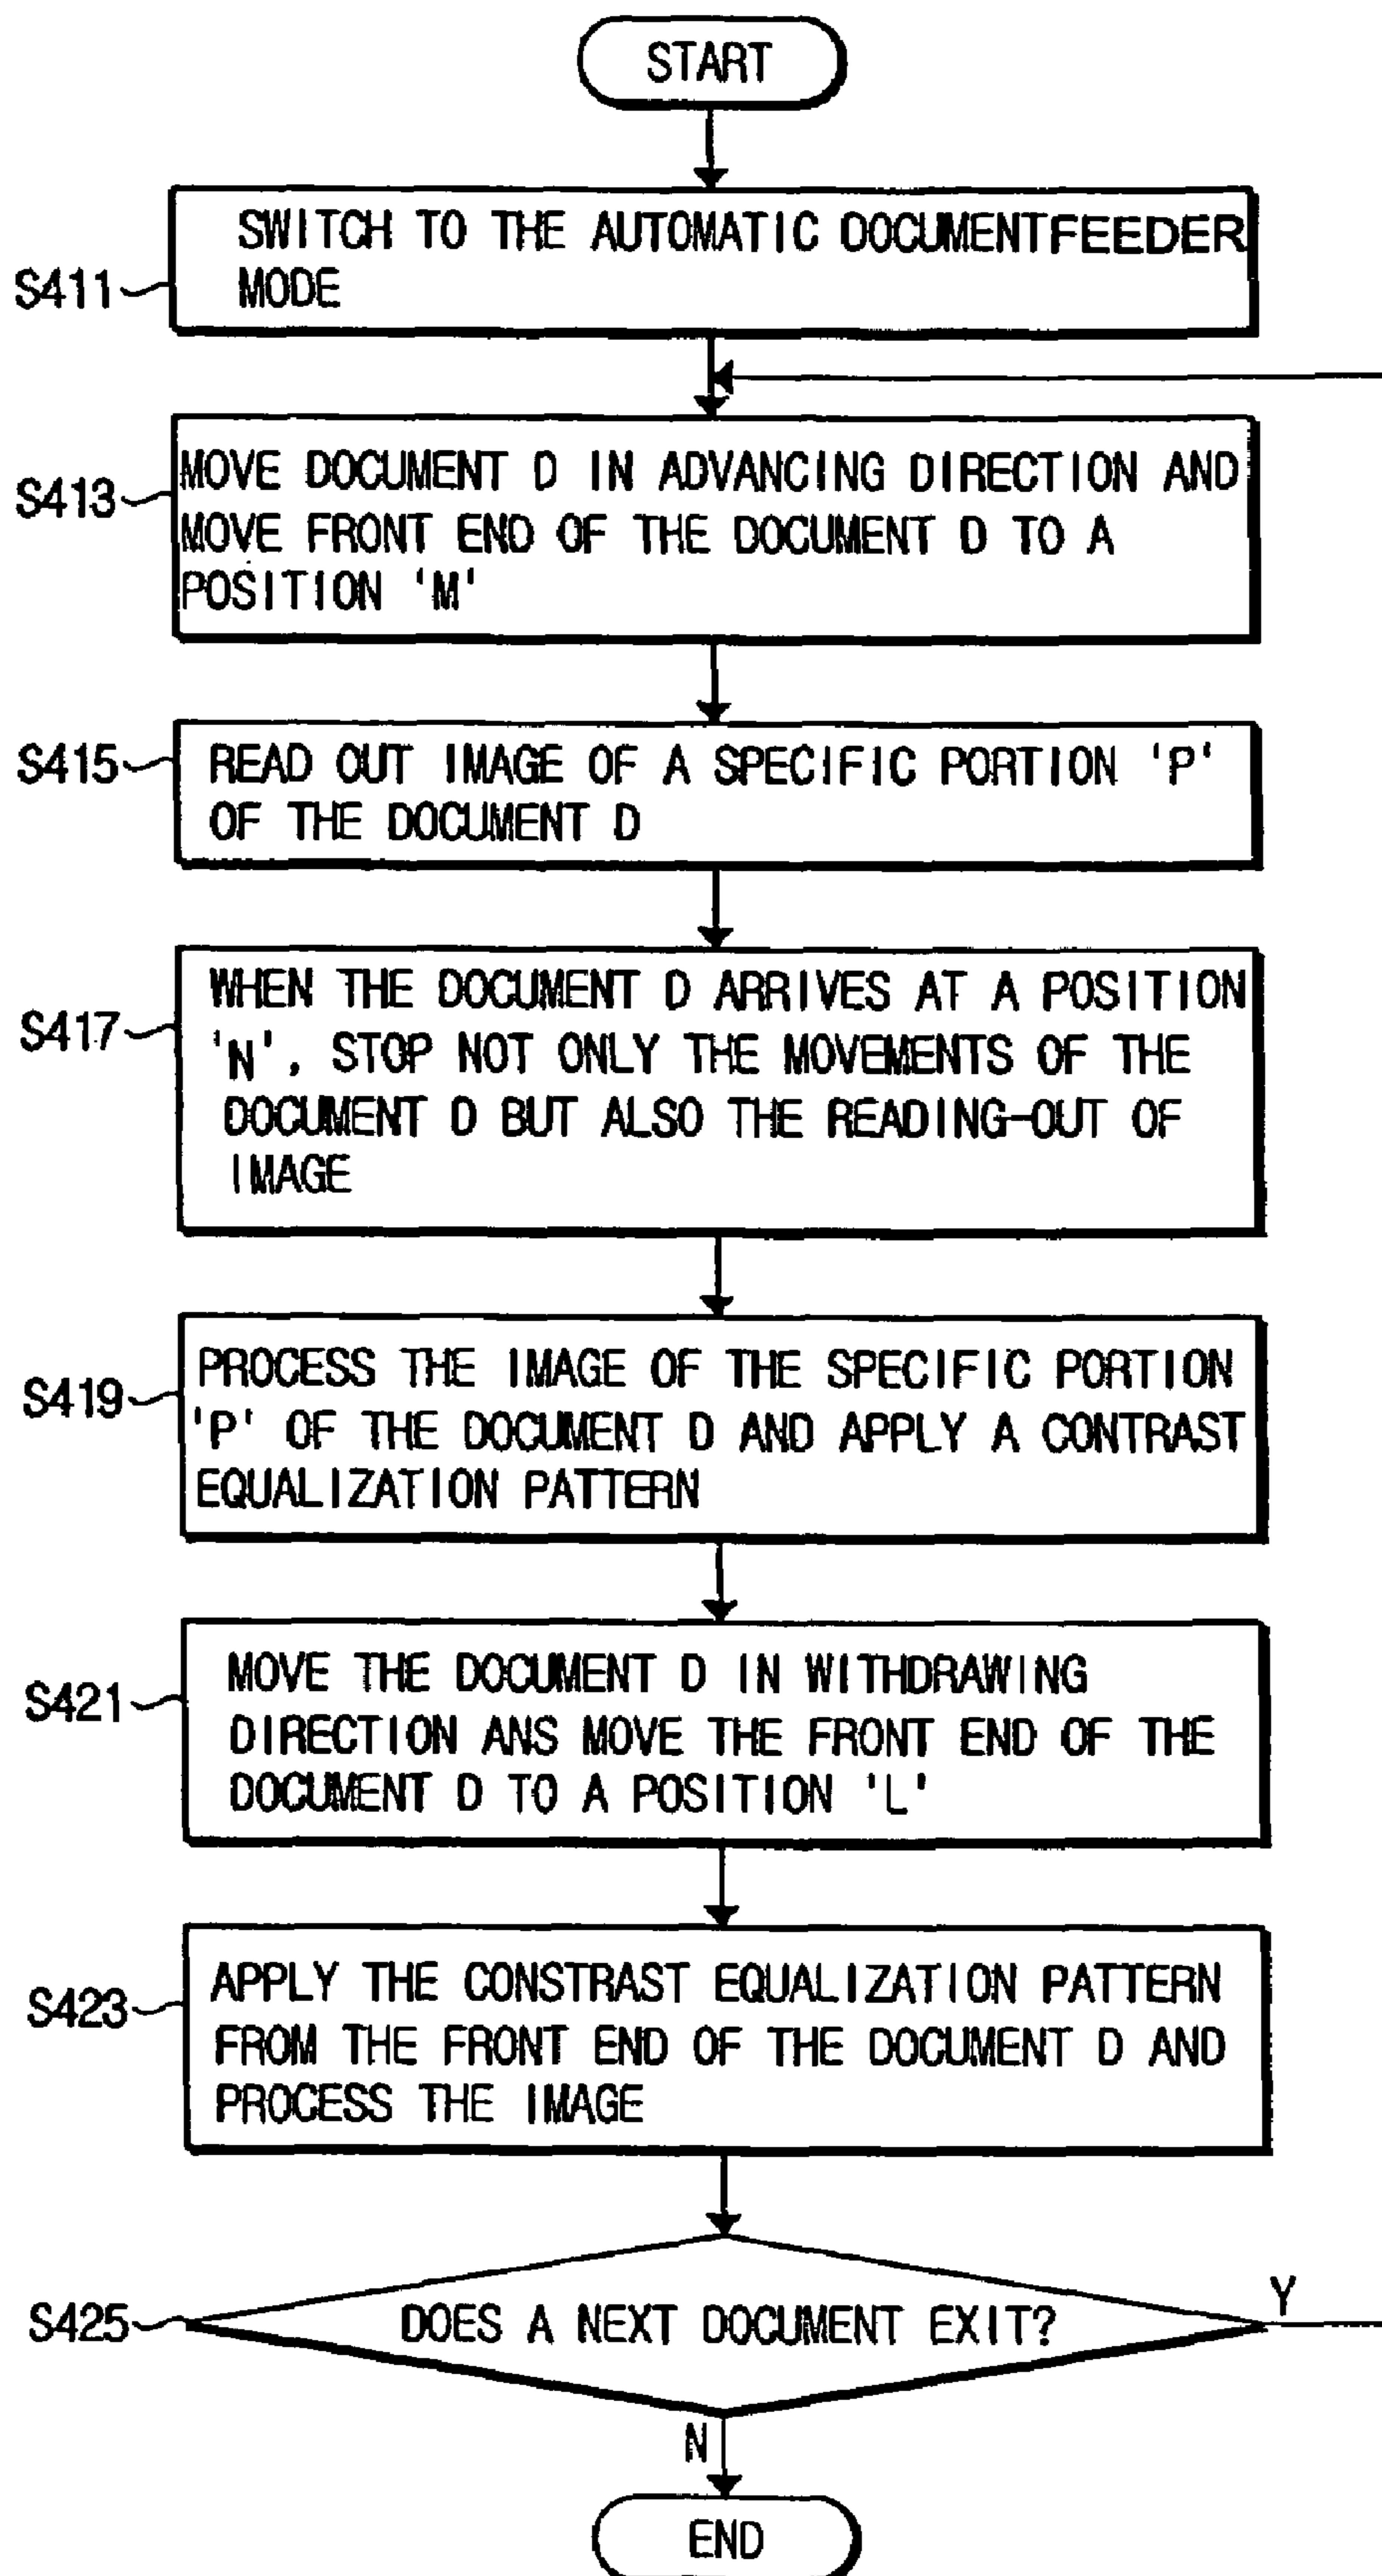 START
S411
SWITCH TO THE AUTOMATIC DOCUMENTFEEDER
MODE
S413
MOVE DOCUMENT D IN ADVANCING DIRECTION AND
MOVE FRONT END OF THE DOCUMENT D TO A
POSITION 'M'
S415
READ OUT IMAGE OF A SPECIFIC PORTION 'P'
OF THE DOCUMENT D
S417
WHEN THE DOCUMENT D ARRIVES AT A POSITION
'N', STOP NOT ONLY THE MOVEMENTS OF THE
DOCUMENT D BUT ALSO THE READING-OUT OF
IMAGE
S419
PROCESS THE IMAGE OF THE SPECIFIC PORTION
'P' OF THE DOCUMENT D AND APPLY A CONTRAST
EQUALIZATION PATTERN
S421
MOVE THE DOCUMENT D IN WITHDRAWING
DIRECTION ANS MOVE THE FRONT END OF THE
DOCUMENT D TO A POSITION 'L'
S423
APPLY THE CONSTRAST EQUALIZATION PATTERN
FROM THE FRONT END OF THE DOCUMENT D AND
PROCESS THE IMAGE
S425
DOES A NEXT DOCUMENT EXIT?
Y
N
END